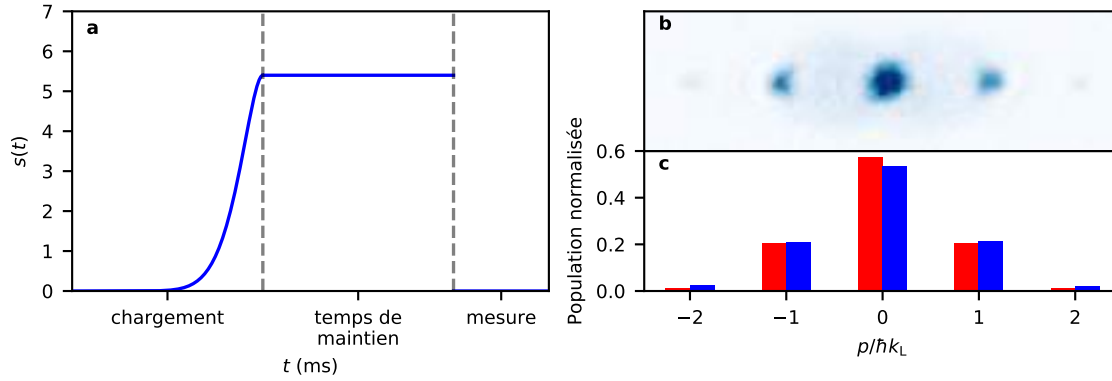 a
7
6
5
4
3
2
1
0
s(t)
chargement
temps de
maintien
mesure
t (ms)
b
c
Population normalisée
0.6
0.4
0.2
0.0
−2
−1
0
1
2
p/ħk_L